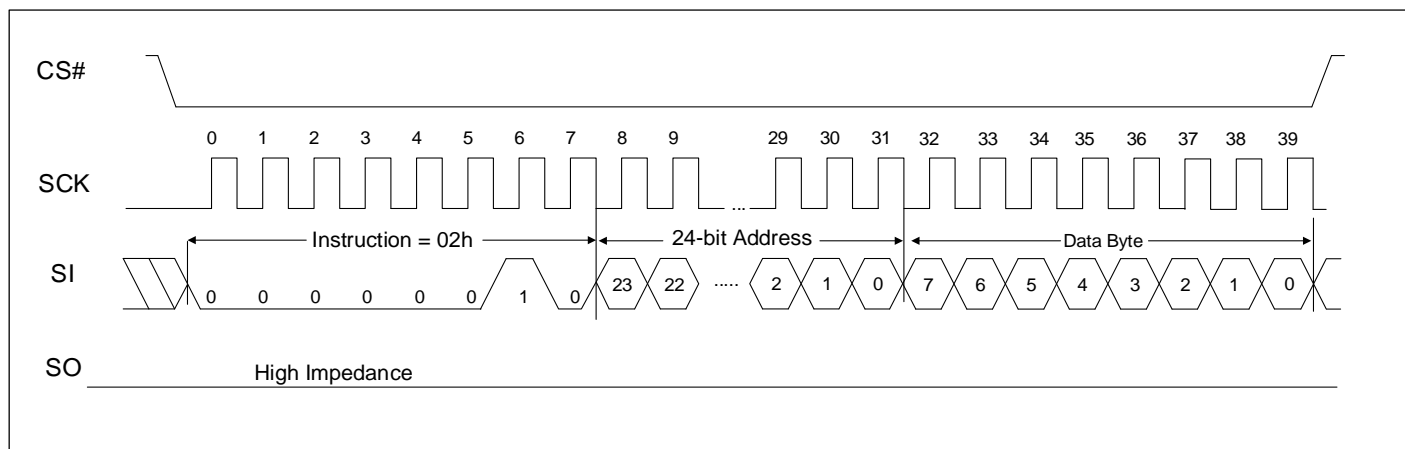 CS#
0 1 2 3 4 5 6 7 8 9 29 30 31 32 33 34 35 36 37 38 39
SCK
...
Instruction = 02h 24-bit Address Data Byte
SI
0 0 0 0 0 0 1 0 23 22 ..... 2 1 0 7 6 5 4 3 2 1 0
SO
High Impedance